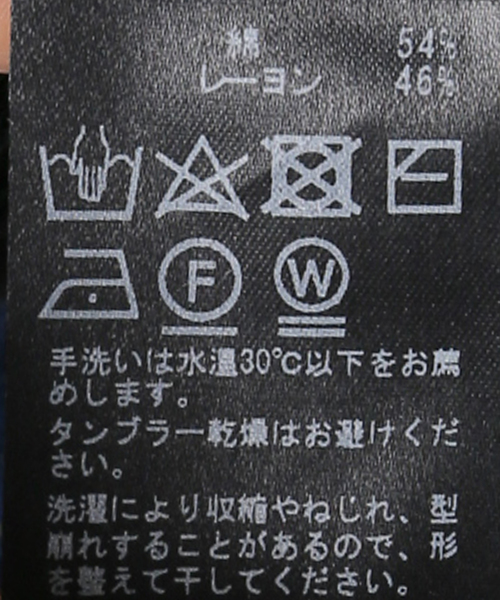 綿 54%
レーヨン 46%
F W
手洗いは水温30℃以下をお薦
めします。
タンブラー乾燥はお避けくだ
さい。
洗濯により収縮やねじれ、型
崩れすることがあるので、形
を整えて干してください。